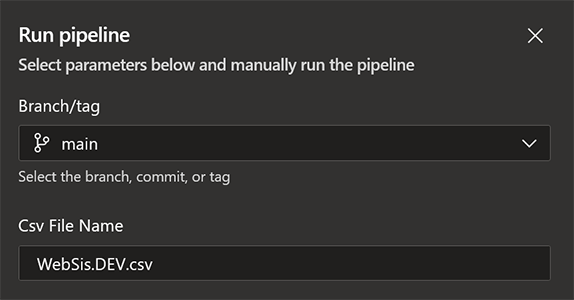 Run pipeline
Select parameters below and manually run the pipeline
Branch/tag
main
Select the branch, commit, or tag
Csv File Name
WebSis.DEV.csv